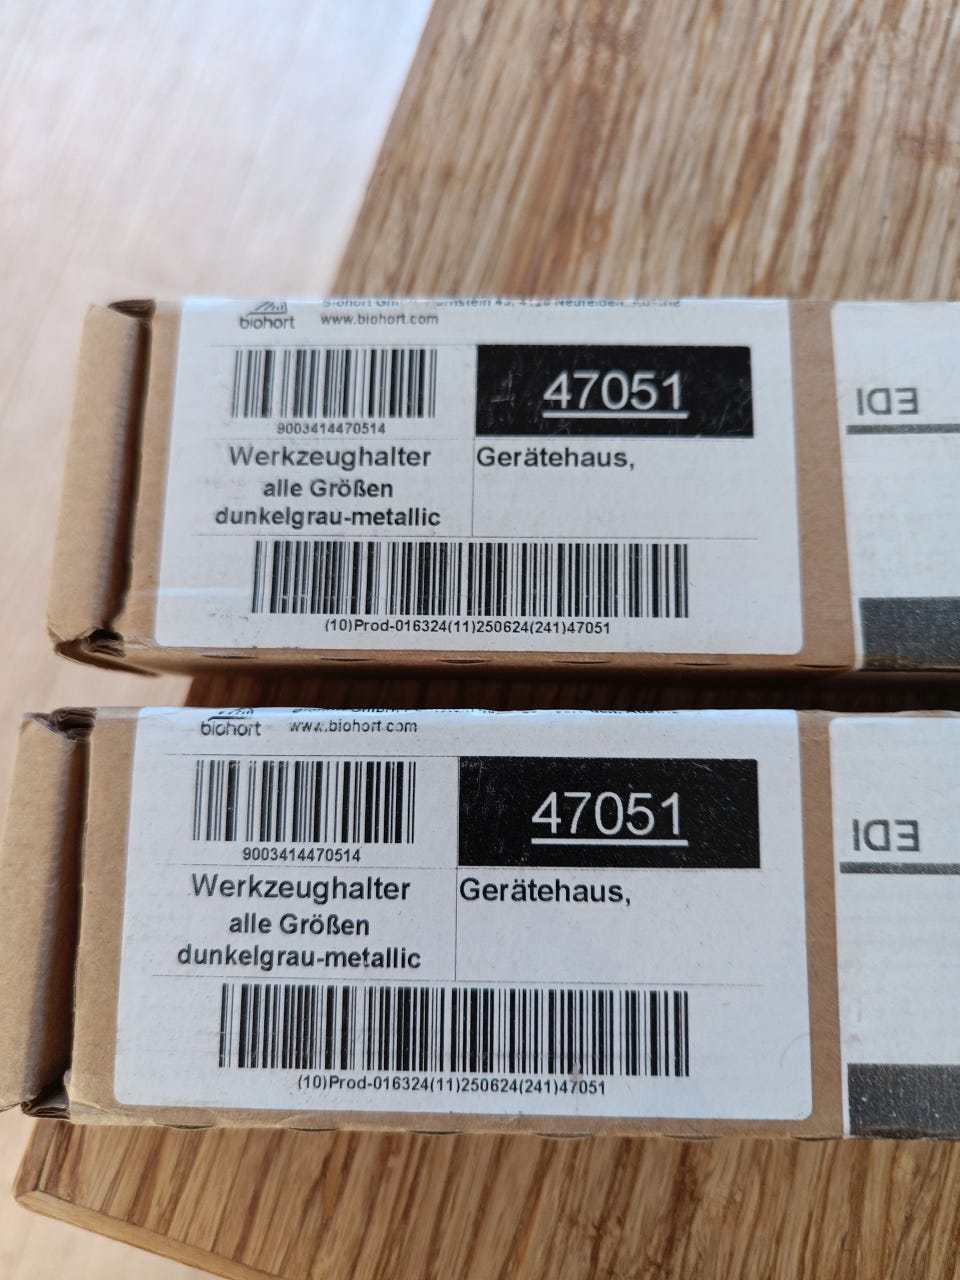 biohort
www.biohort.com
47051
9003414470514
Werkzeughalter
alle Größen
dunkelgrau-metallic
Gerätehaus,
(10)Prod-016324(11)250624(241)47051
EDI
biohort
www.biohort.com
47051
9003414470514
Werkzeughalter
alle Größen
dunkelgrau-metallic
Gerätehaus,
(10)Prod-016324(11)250624(241)47051
EDI